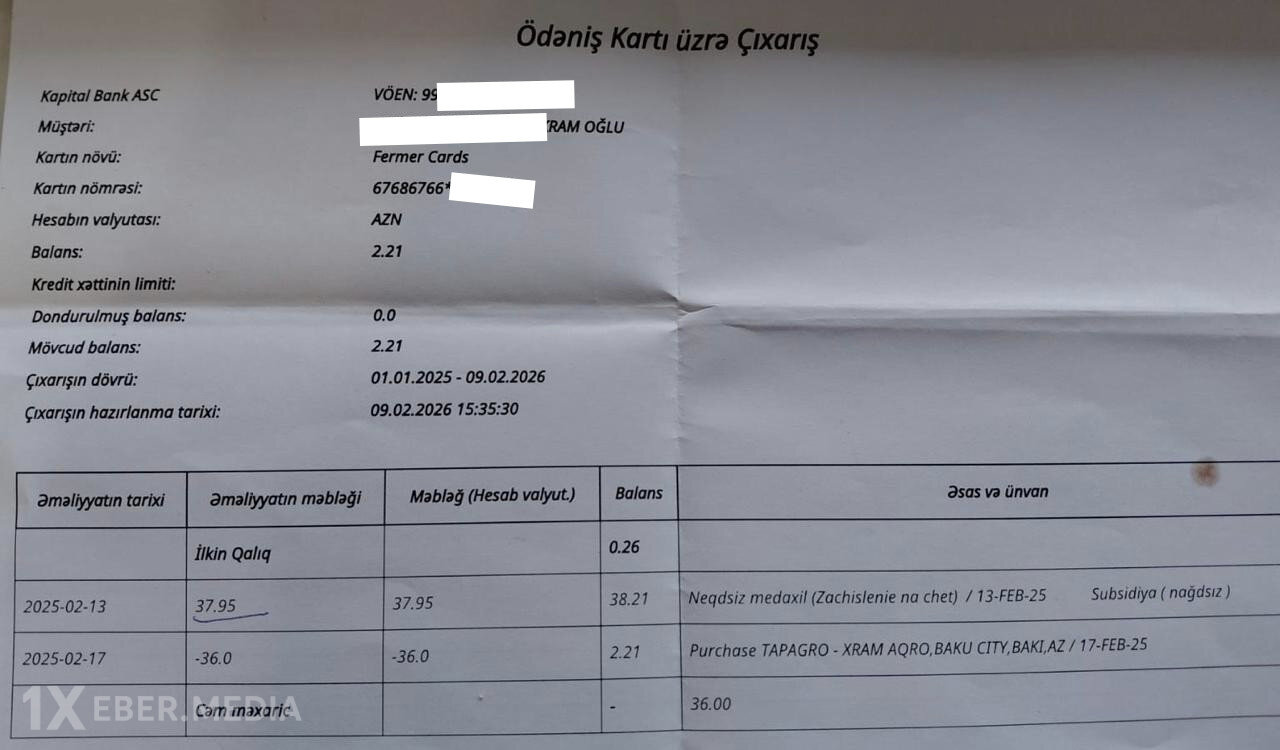 Ödəniş Kartı üzrə Çıxarış
Kapital Bank ASC VÖEN: 99
Müştəri: XRAM OĞLU
Kartın növü: Fermer Cards
Kartın nömrəsi: 67686766*
Hesabın valyutası: AZN
Balans: 2.21
Kredit xəttinin limiti:
Dondurulmuş balans: 0.0
Mövcud balans: 2.21
Çıxarışın dövrü: 01.01.2025 - 09.02.2026
Çıxarışın hazırlanma tarixi: 09.02.2026 15:35:30
Əməliyyatın tarixi Əməliyyatın məbləği Məbləğ (Hesab valyut.) Balans Əsas və ünvan
İlkin Qalıq 0.26
2025-02-13 37.95 37.95 38.21 Neqdsiz medaxil (Zachislenie na chet) / 13-FEB-25 Subsidiya ( nağdsız )
2025-02-17 -36.0 -36.0 2.21 Purchase TAPAGRO - XRAM AQRO,BAKU CITY,BAKI,AZ / 17-FEB-25
Cəm məxaric - 36.00
1XEBER.MEDIA